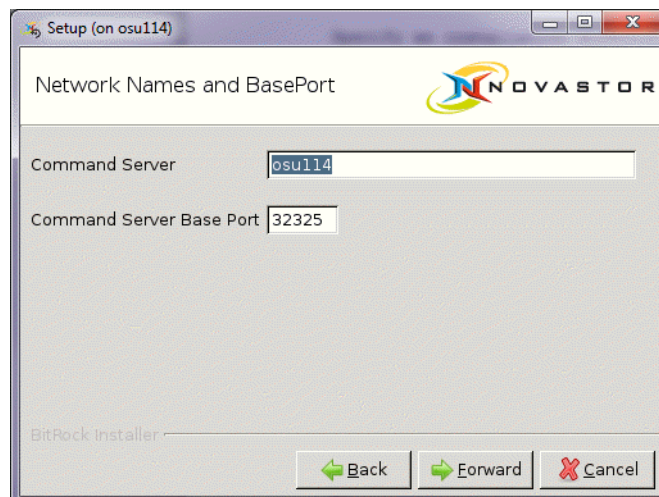 Setup (on osu114)
Network Names and BasePort
NOVASTOR
Command Server osu114
Command Server Base Port 32325
BitRock Installer
Back Forward Cancel